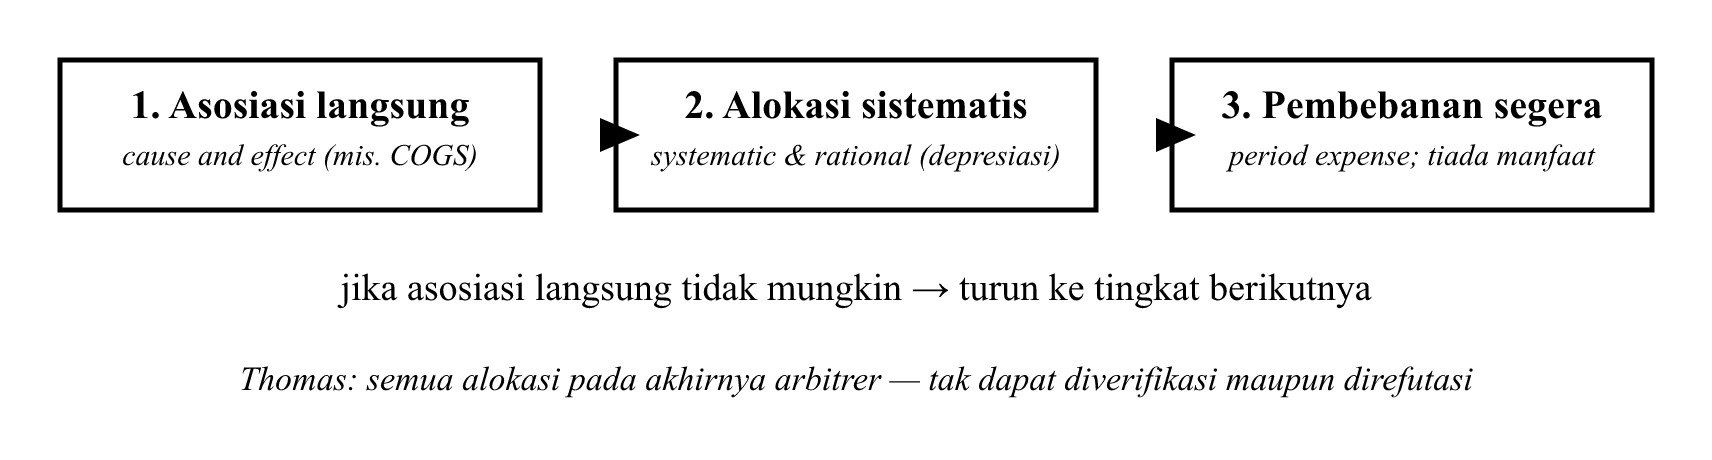 1. Asosiasi langsung
cause and effect (mis. COGS)
2. Alokasi sistematis
systematic & rational (depresiasi)
3. Pembebanan segera
period expense; tiada manfaat
jika asosiasi langsung tidak mungkin → turun ke tingkat berikutnya
Thomas: semua alokasi pada akhirnya arbitrer — tak dapat diverifikasi maupun direfutasi